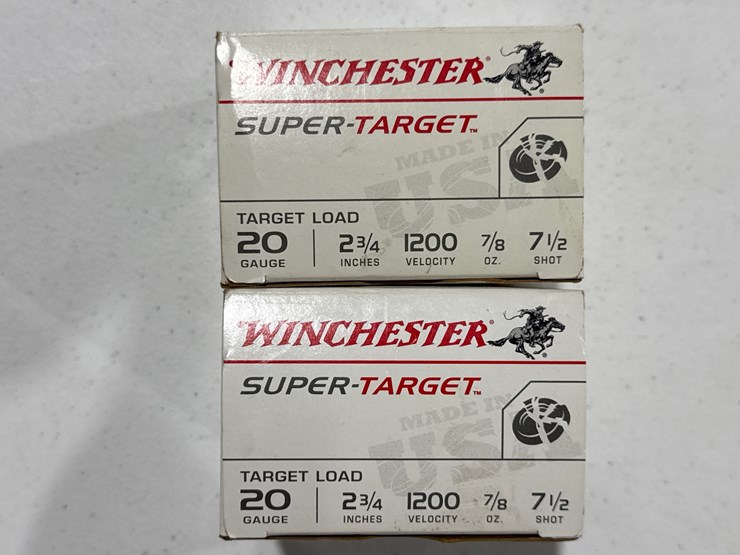 WINCHESTER®
SUPER-TARGET™
MADE IN
USA
TARGET LOAD
20 2 3/4 1200 7/8 7 1/2
GAUGE INCHES VELOCITY OZ. SHOT
WINCHESTER®
SUPER-TARGET™
MADE IN
USA
TARGET LOAD
20 2 3/4 1200 7/8 7 1/2
GAUGE INCHES VELOCITY OZ. SHOT